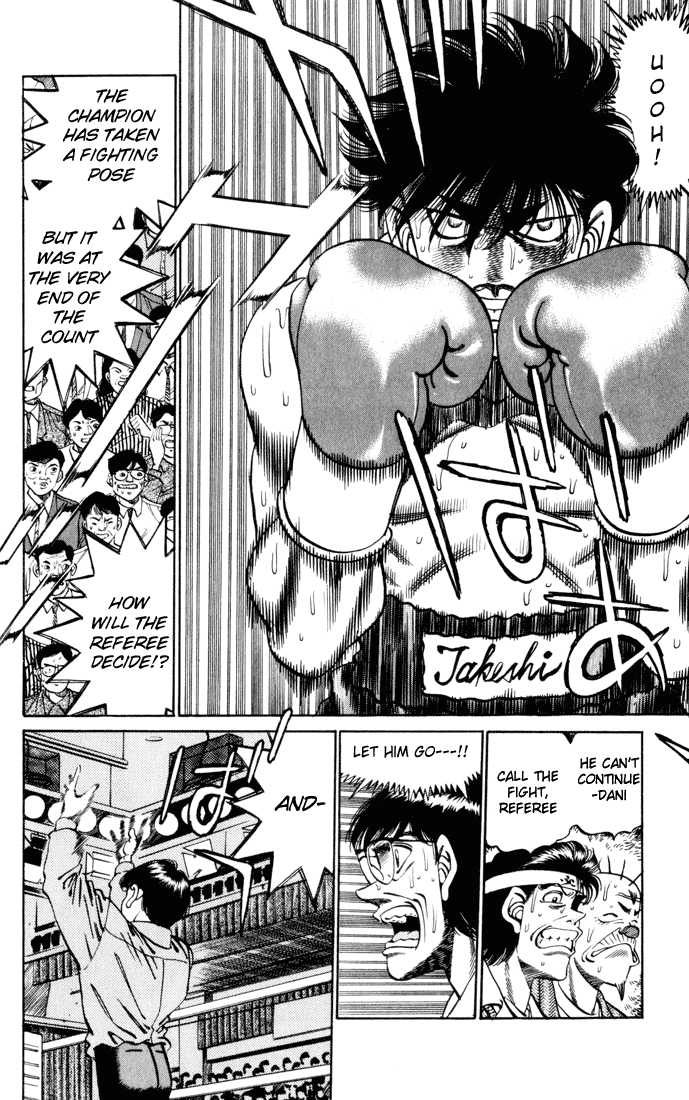 UOOH!
THE
CHAMPION
HAS TAKEN
A FIGHTING
POSE
BUT IT
WAS AT
THE VERY
END OF
THE
COUNT
HOW
WILL THE
REFEREE
DECIDE!?
Takeshi
HE CAN'T
CONTINUE
-DANI
CALL THE
FIGHT,
REFEREE
LET HIM GO---!!
AND-